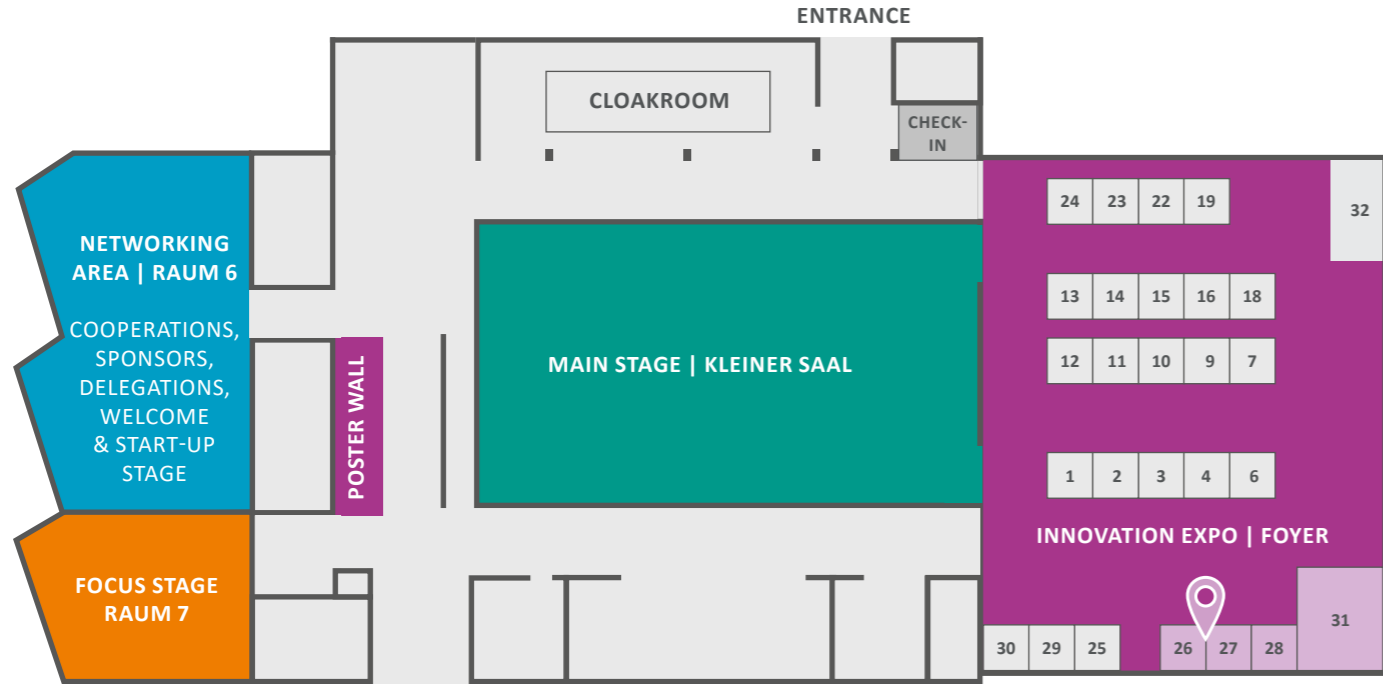 ENTRANCE
CLOAKROOM
CHECK-
IN
24 23 22 19
32
NETWORKING
AREA | RAUM 6
COOPERATIONS,
SPONSORS,
DELEGATIONS,
WELCOME
& START-UP
STAGE
POSTER WALL
MAIN STAGE | KLEINER SAAL
13 14 15 16 18
12 11 10 9 7
1 2 3 4 6
INNOVATION EXPO | FOYER
FOCUS STAGE
RAUM 7
31
30 29 25 26 27 28